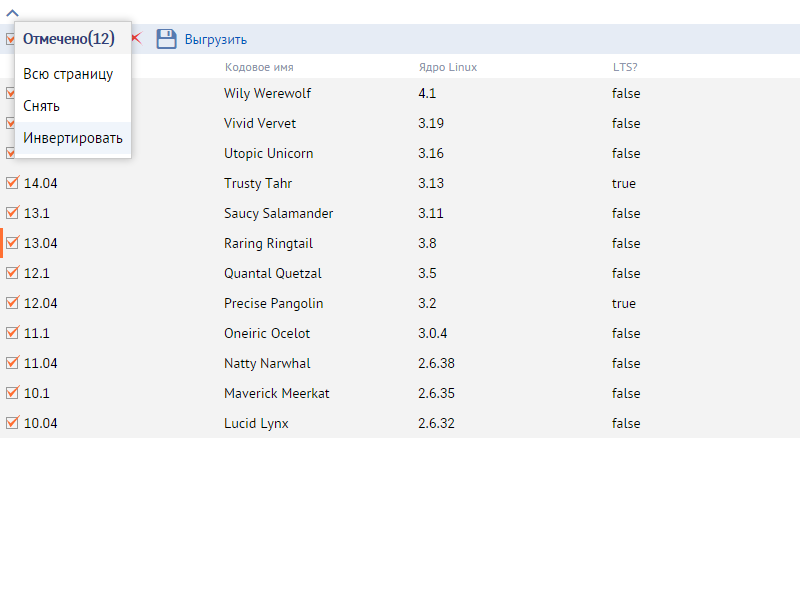 Отмечено(12) Выгрузить
Всю страницу Кодовое имя Ядро Linux LTS?
Wily Werewolf 4.1 false
Снять
Vivid Vervet 3.19 false
Инвертировать
Utopic Unicorn 3.16 false
14.04 Trusty Tahr 3.13 true
13.1 Saucy Salamander 3.11 false
13.04 Raring Ringtail 3.8 false
12.1 Quantal Quetzal 3.5 false
12.04 Precise Pangolin 3.2 true
11.1 Oneiric Ocelot 3.0.4 false
11.04 Natty Narwhal 2.6.38 false
10.1 Maverick Meerkat 2.6.35 false
10.04 Lucid Lynx 2.6.32 false